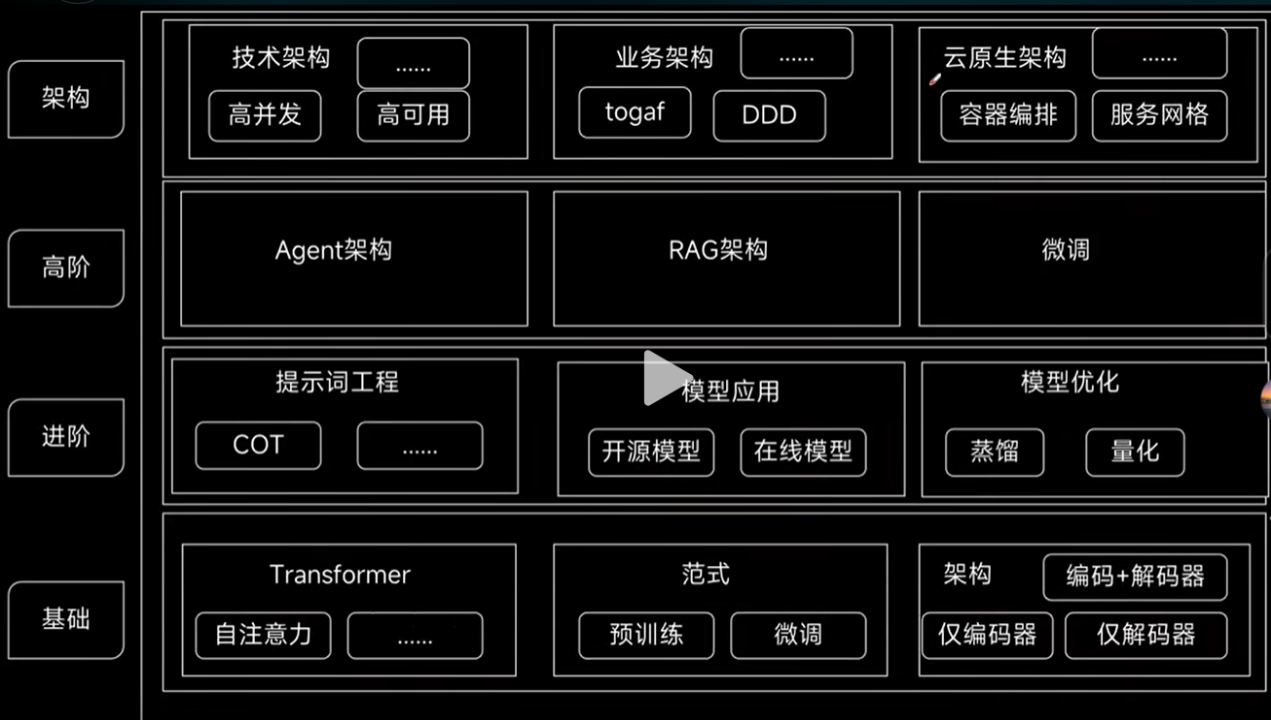 架构
技术架构
......
高并发
高可用
业务架构
......
togaf
DDD
云原生架构
......
容器编排
服务网格
高阶
Agent架构
RAG架构
微调
进阶
提示词工程
COT
......
模型应用
开源模型
在线模型
模型优化
蒸馏
量化
基础
Transformer
自注意力
......
范式
预训练
微调
架构
编码+解码器
仅编码器
仅解码器